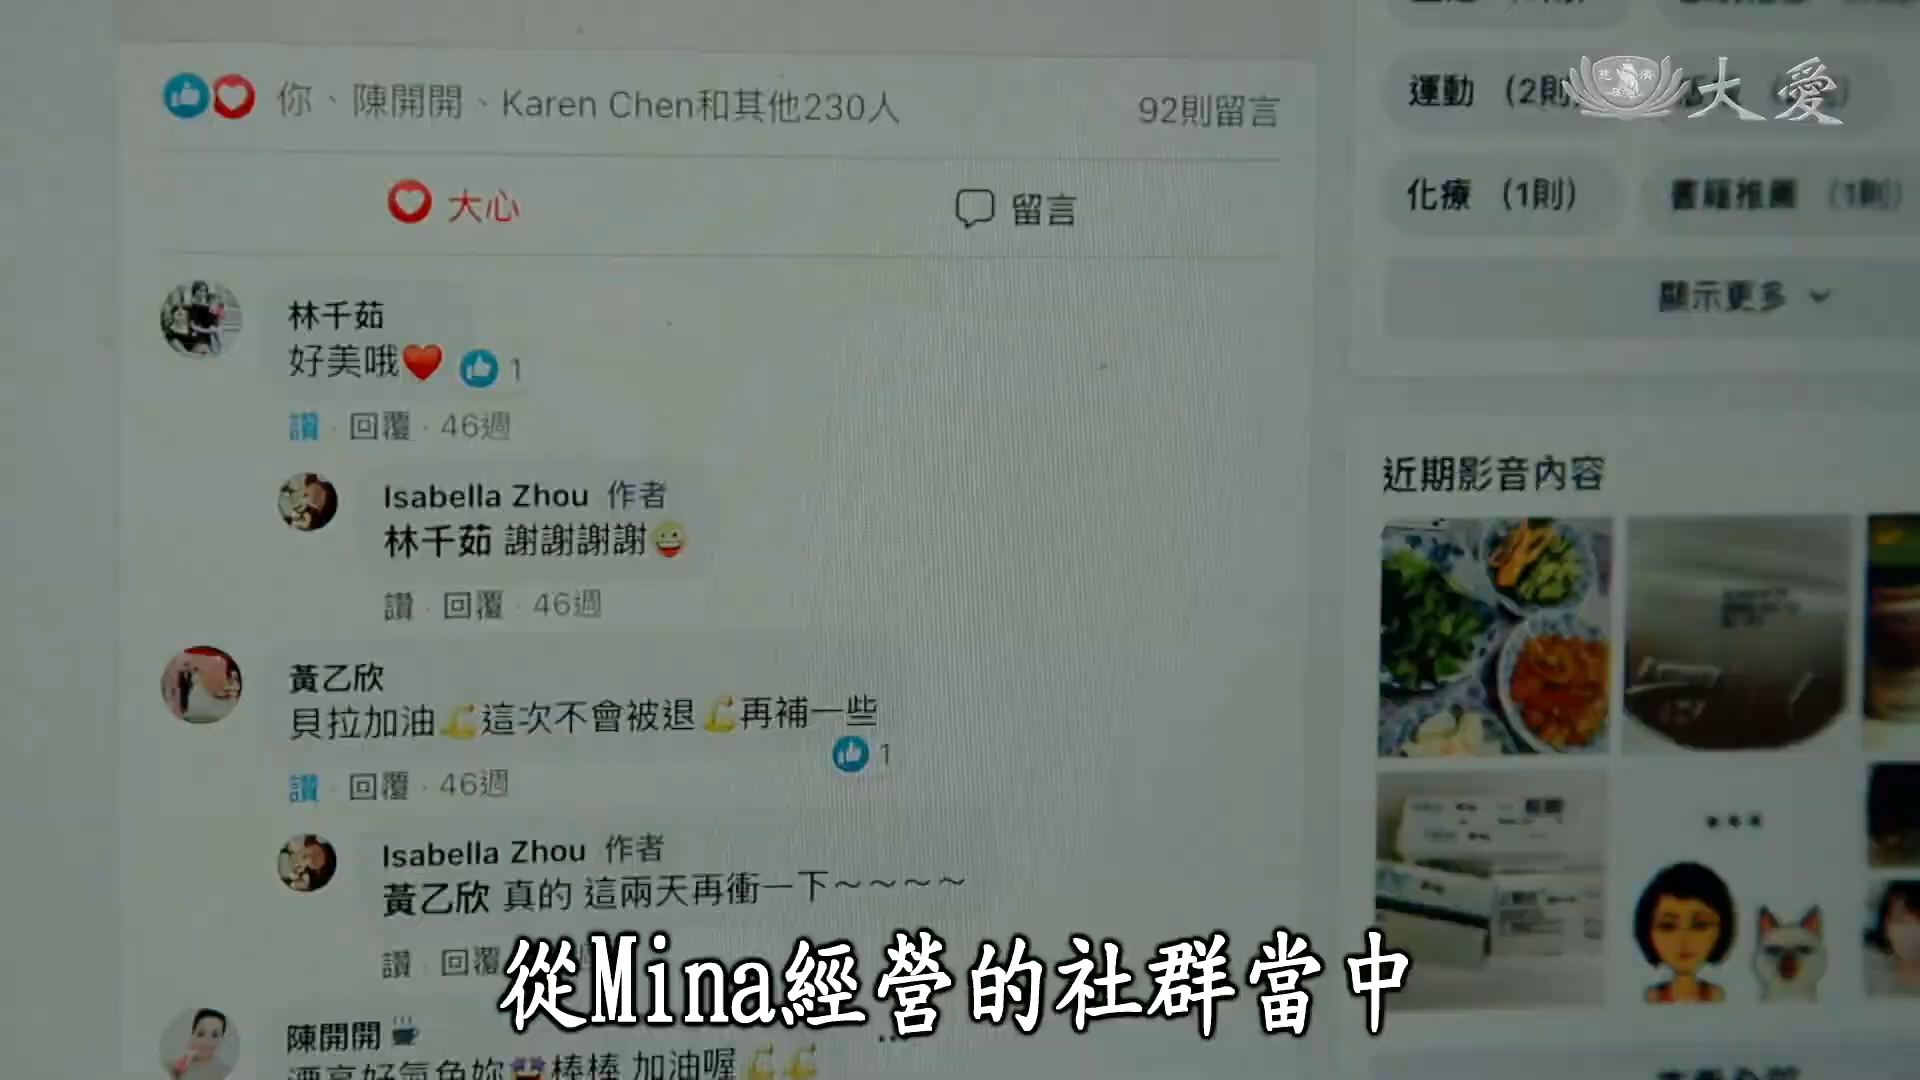 你、陳開開、Karen Chen和其他230人
92則留言
大心
留言
林千茹
好美哦 1
讚·回覆·46週
Isabella Zhou 作者
林千茹 謝謝謝謝
讚·回覆·46週
黃乙欣
貝拉加油 這次不會被退 再補一些
1
讚·回覆·46週
Isabella Zhou 作者
黃乙欣 真的 這兩天再衝一下~~~~
讚·回覆
陳開開
漂亮好氣色妳 棒棒 加油喔
運動 (2則)
大愛
化療 (1則)
書籍推薦 (1則)
顯示更多
近期影音內容
從Mina經營的社群當中